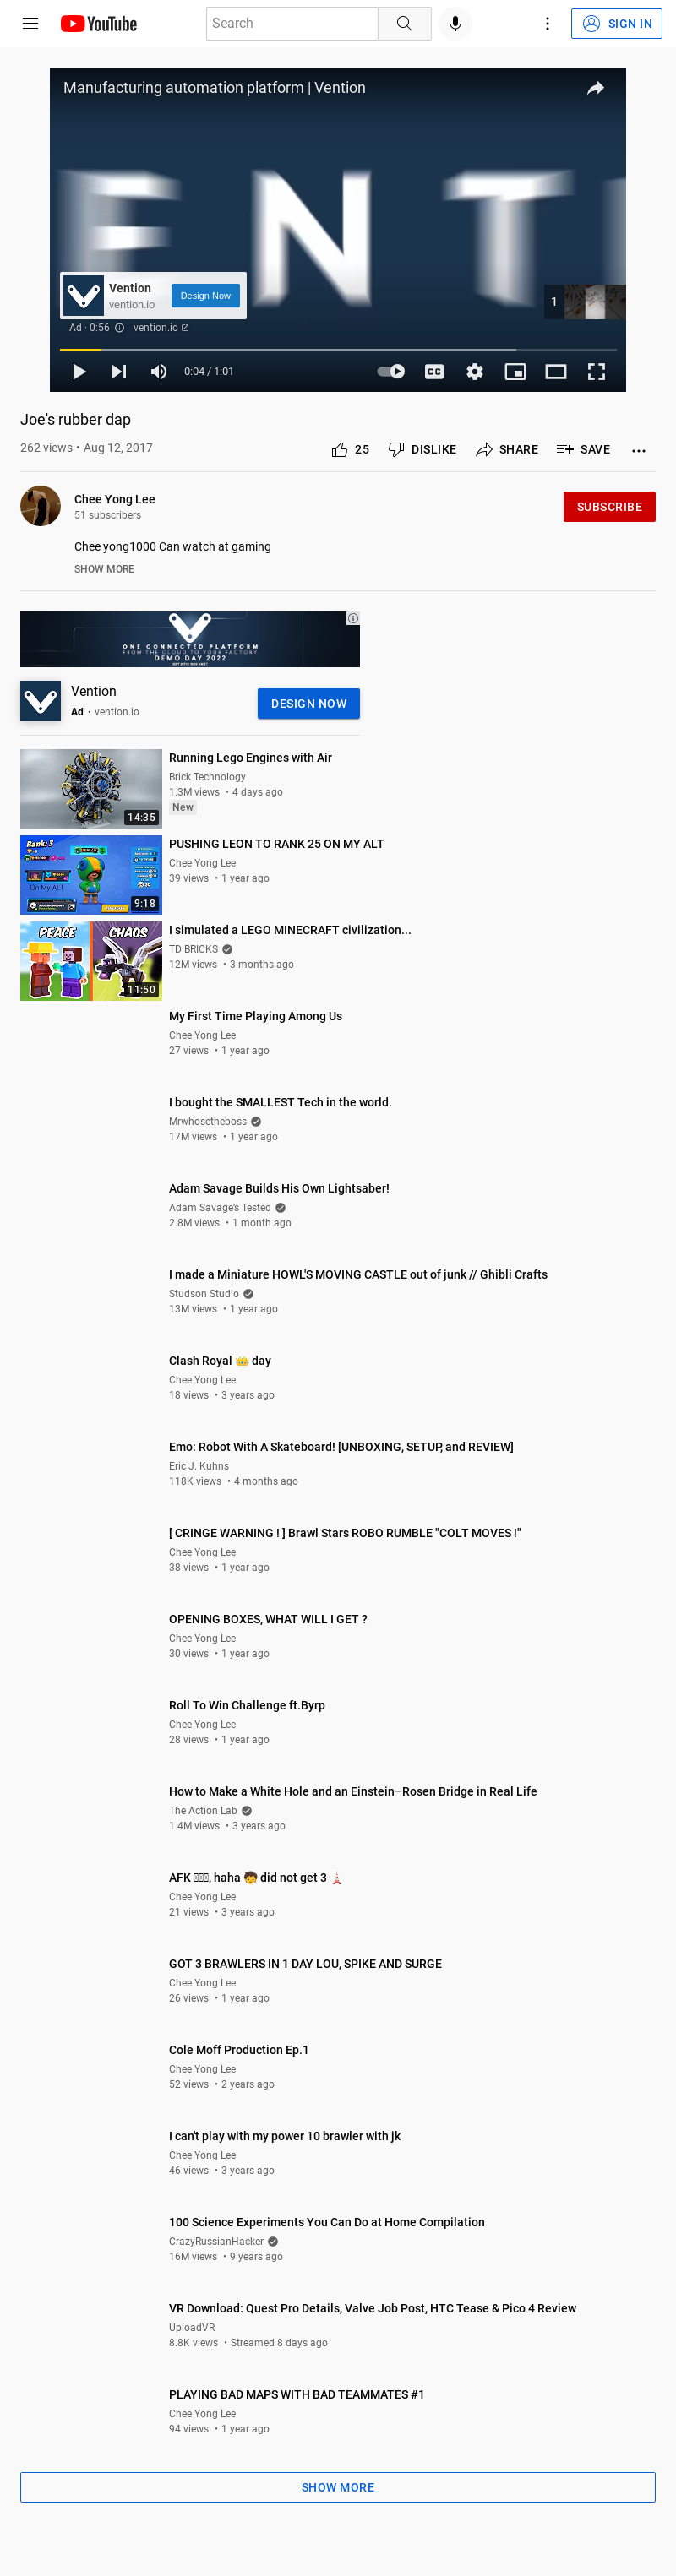 YouTube
Search
SIGN IN
Manufacturing automation platform | Vention
ENT
Vention
vention.io
Design Now
1
Ad · 0:56
vention.io
0:04 / 1:01
CC
Joe's rubber dap
262 views • Aug 12, 2017
25
DISLIKE
SHARE
SAVE
Chee Yong Lee
51 subscribers
SUBSCRIBE
Chee yong1000 Can watch at gaming
SHOW MORE
ONE CONNECTED PLATFORM
FROM THE CLOUD TO YOUR FACTORY
DEMO DAY 2022
Vention
Ad • vention.io
DESIGN NOW
Running Lego Engines with Air
Brick Technology
1.3M views • 4 days ago
New
14:35
PUSHING LEON TO RANK 25 ON MY ALT
Chee Yong Lee
39 views • 1 year ago
Rank: 3
On My ALT
9:18
I simulated a LEGO MINECRAFT civilization...
TD BRICKS
12M views • 3 months ago
PEACE
CHAOS
11:50
My First Time Playing Among Us
Chee Yong Lee
27 views • 1 year ago
I bought the SMALLEST Tech in the world.
Mrwhosetheboss
17M views • 1 year ago
Adam Savage Builds His Own Lightsaber!
Adam Savage's Tested
2.8M views • 1 month ago
I made a Miniature HOWL'S MOVING CASTLE out of junk // Ghibli Crafts
Studson Studio
13M views • 1 year ago
Clash Royal 👑 day
Chee Yong Lee
18 views • 3 years ago
Emo: Robot With A Skateboard! [UNBOXING, SETUP, and REVIEW]
Eric J. Kuhns
118K views • 4 months ago
[ CRINGE WARNING ! ] Brawl Stars ROBO RUMBLE "COLT MOVES !"
Chee Yong Lee
38 views • 1 year ago
OPENING BOXES, WHAT WILL I GET ?
Chee Yong Lee
30 views • 1 year ago
Roll To Win Challenge ft.Byrp
Chee Yong Lee
28 views • 1 year ago
How to Make a White Hole and an Einstein–Rosen Bridge in Real Life
The Action Lab
1.4M views • 3 years ago
AFK , haha 🧒 did not get 3 🗼
Chee Yong Lee
21 views • 3 years ago
GOT 3 BRAWLERS IN 1 DAY LOU, SPIKE AND SURGE
Chee Yong Lee
26 views • 1 year ago
Cole Moff Production Ep.1
Chee Yong Lee
52 views • 2 years ago
I can't play with my power 10 brawler with jk
Chee Yong Lee
46 views • 3 years ago
100 Science Experiments You Can Do at Home Compilation
CrazyRussianHacker
16M views • 9 years ago
VR Download: Quest Pro Details, Valve Job Post, HTC Tease & Pico 4 Review
UploadVR
8.8K views • Streamed 8 days ago
PLAYING BAD MAPS WITH BAD TEAMMATES #1
Chee Yong Lee
94 views • 1 year ago
SHOW MORE